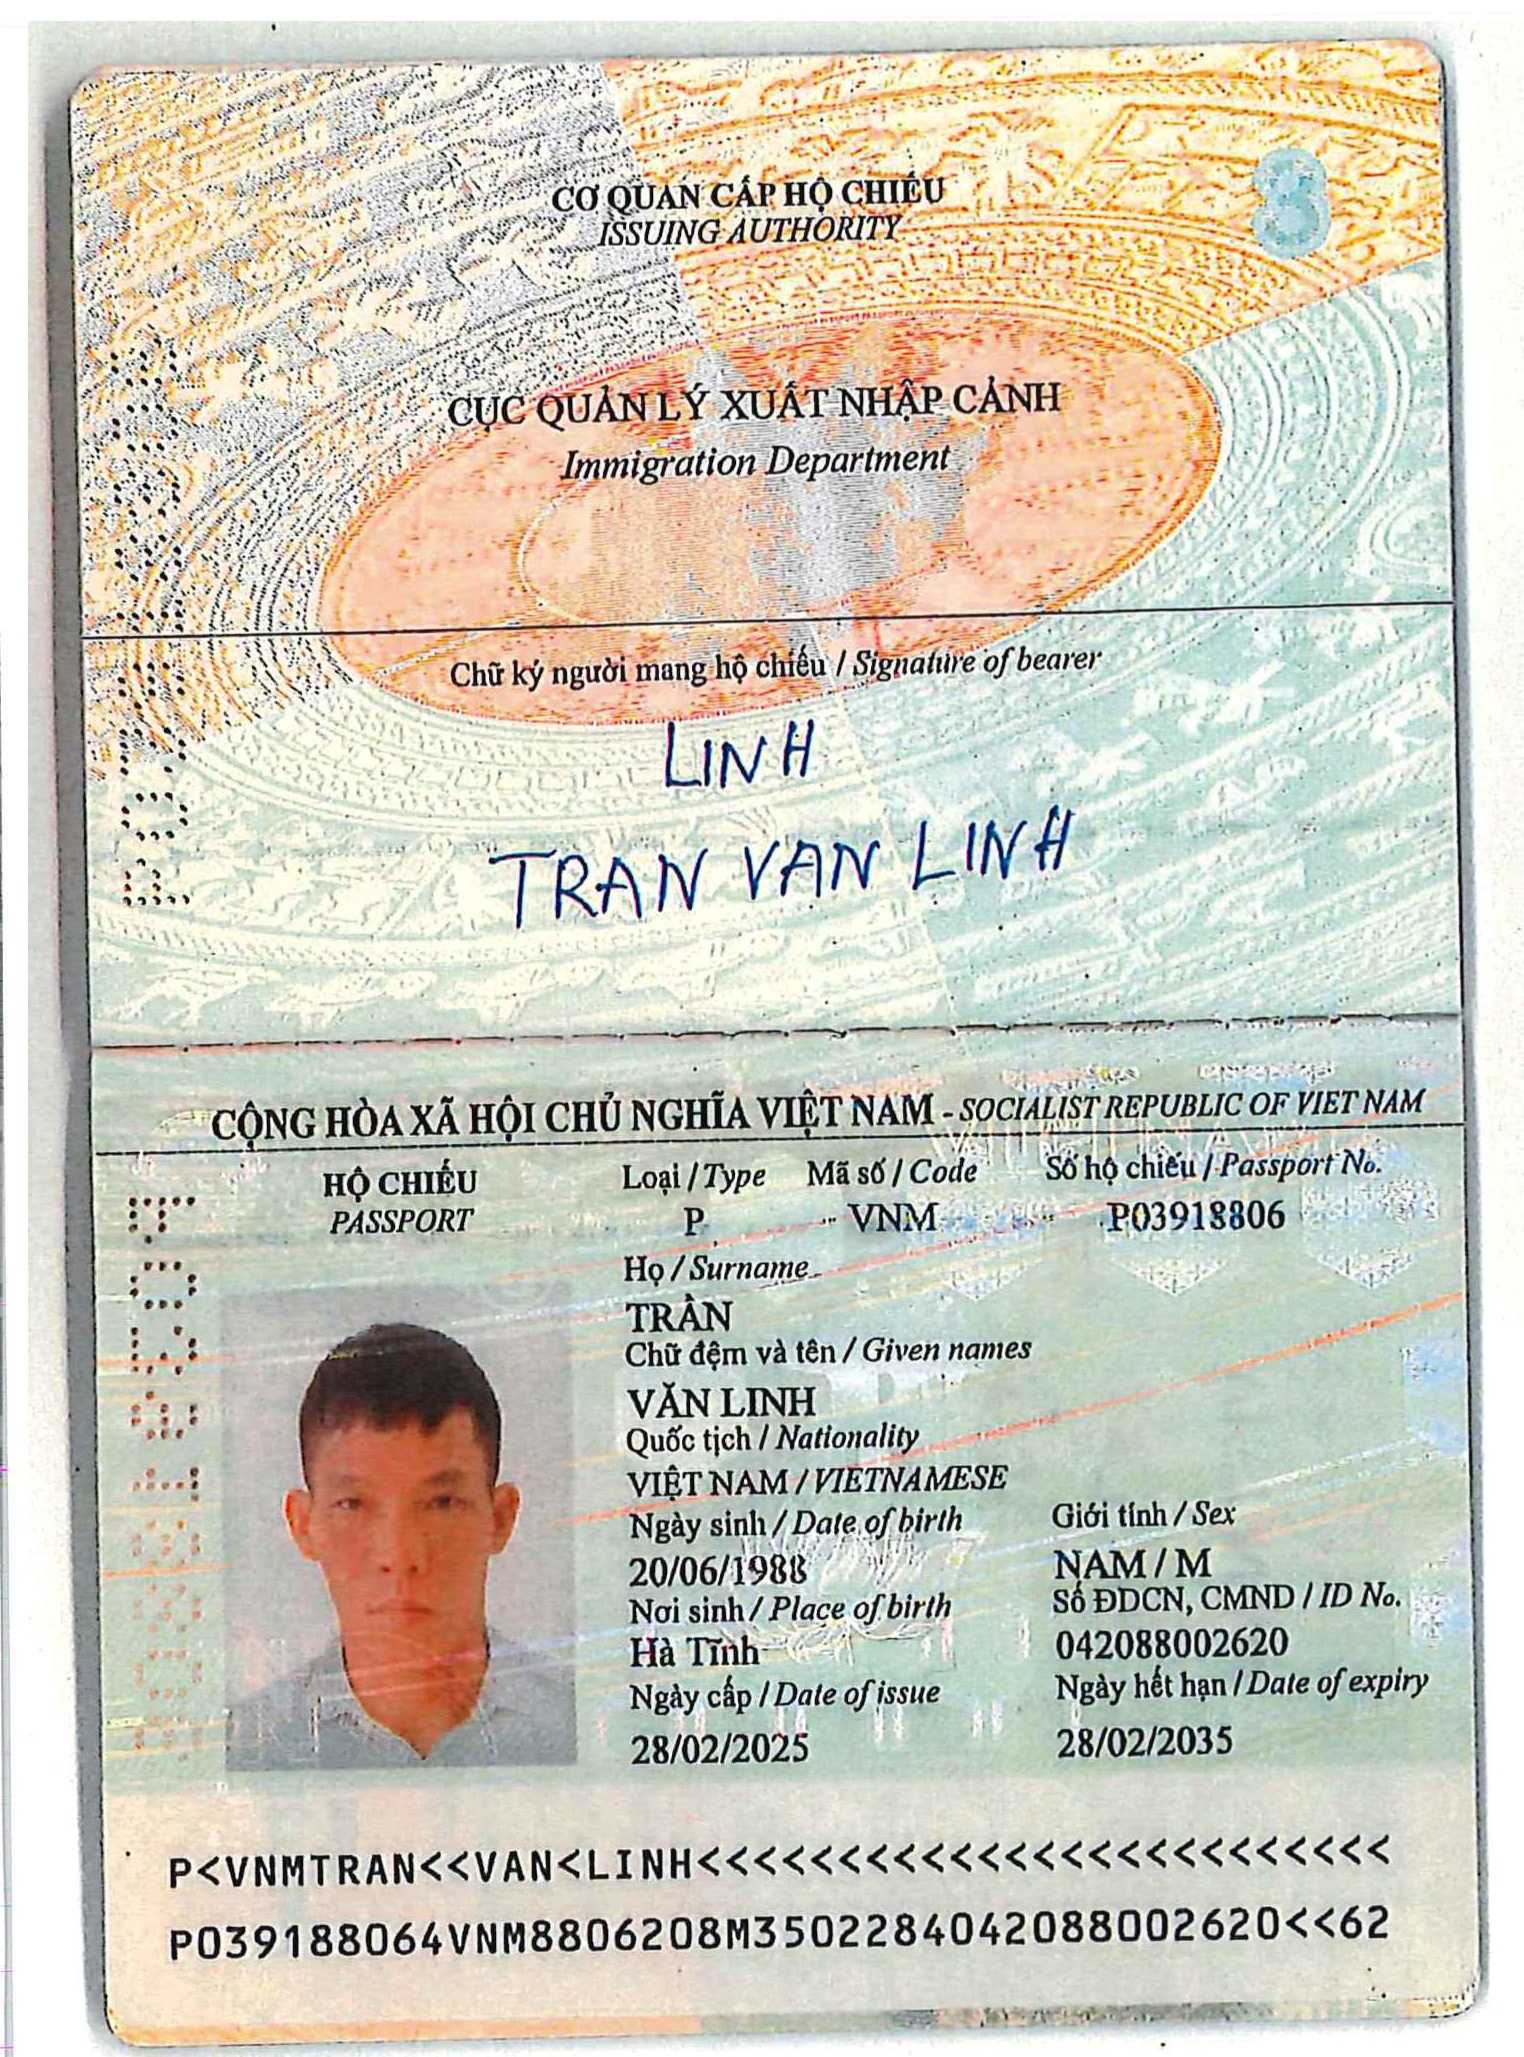 8
CƠ QUAN CẤP HỘ CHIẾU
ISSUING AUTHORITY
CỤC QUẢN LÝ XUẤT NHẬP CẢNH
Immigration Department
Chữ ký người mang hộ chiếu / Signature of bearer
LINH
TRAN VAN LINH
CỘNG HÒA XÃ HỘI CHỦ NGHĨA VIỆT NAM - SOCIALIST REPUBLIC OF VIET NAM
HỘ CHIẾU
PASSPORT
Loại / Type Mã số / Code Số hộ chiếu / Passport No.
P VNM P03918806
Họ / Surname
TRẦN
Chữ đệm và tên / Given names
VĂN LINH
Quốc tịch / Nationality
VIỆT NAM / VIETNAMESE
Ngày sinh / Date of birth Giới tính / Sex
20/06/1988 NAM / M
Nơi sinh / Place of birth Số ĐDCN, CMND / ID No.
Hà Tĩnh 042088002620
Ngày cấp / Date of issue Ngày hết hạn / Date of expiry
28/02/2025 28/02/2035
P<VNMTRAN<<VAN<LINH<<<<<<<<<<<<<<<<<<<<<<<<<
P039188064VNM8806208M3502284042088002620<<62